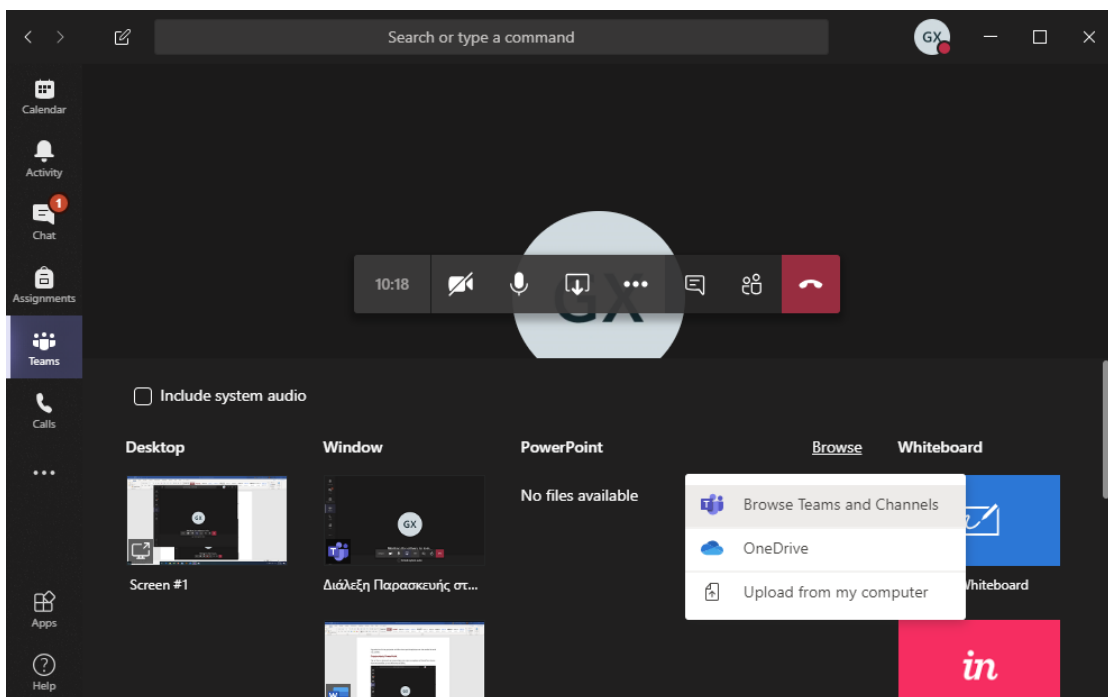 Search or type a command
GX
Calendar
Activity
1
Chat
Assignments
Teams
Calls
Apps
Help
10:18
GX
Include system audio
Desktop
Window
PowerPoint
Browse
Whiteboard
No files available
Browse Teams and Channels
OneDrive
Upload from my computer
GX
GX
Screen #1
Διάλεξη Παρασκευής στ...
Whiteboard
in